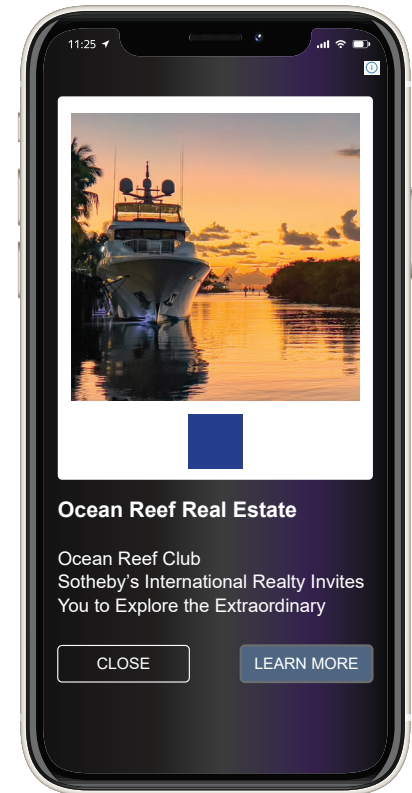 11:25
Ocean Reef Real Estate
Ocean Reef Club
Sotheby’s International Realty Invites
You to Explore the Extraordinary
CLOSE
LEARN MORE